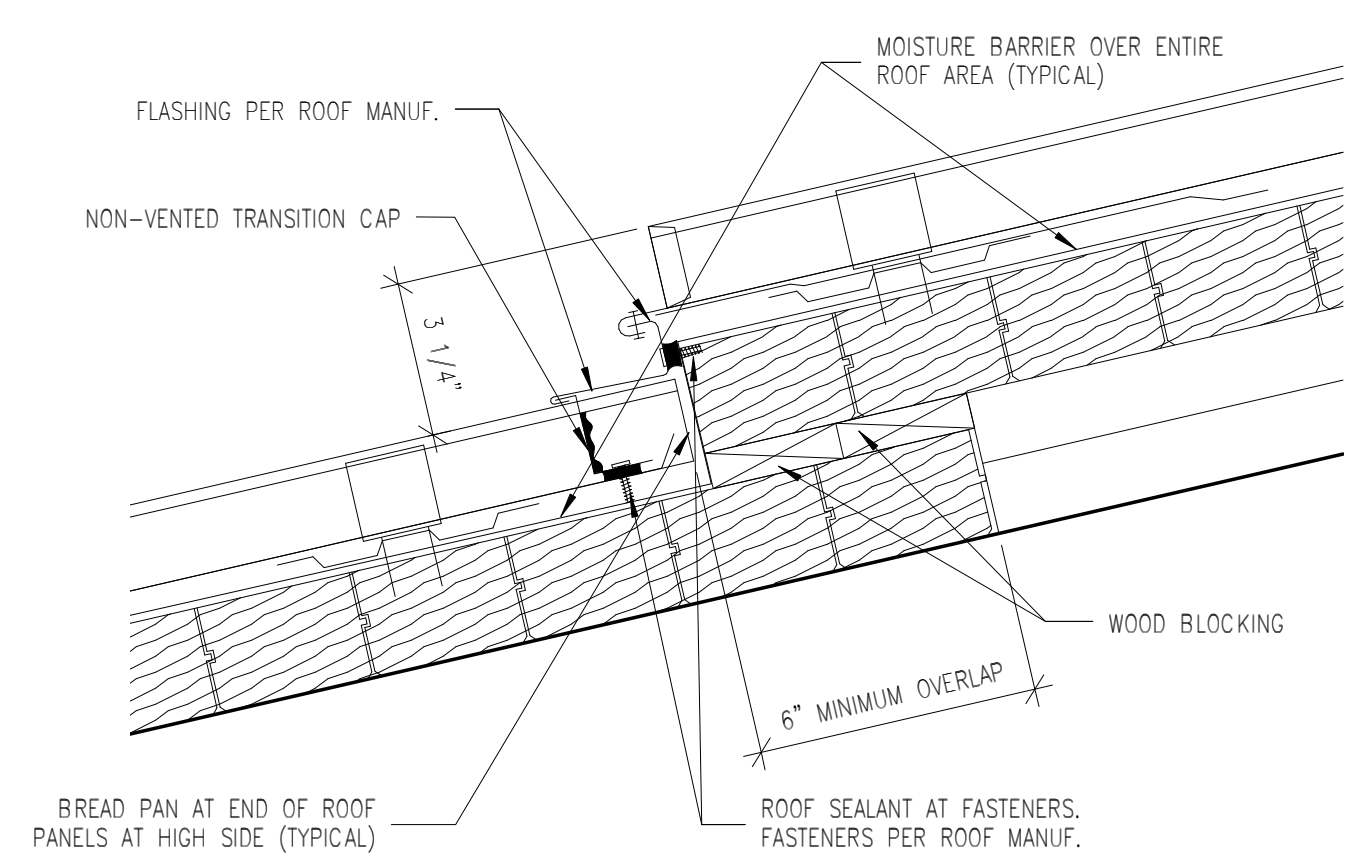 MOISTURE BARRIER OVER ENTIRE
ROOF AREA (TYPICAL)
FLASHING PER ROOF MANUF.
NON-VENTED TRANSITION CAP
3 1/4"
WOOD BLOCKING
6" MINIMUM OVERLAP
BREAD PAN AT END OF ROOF
PANELS AT HIGH SIDE (TYPICAL)
ROOF SEALANT AT FASTENERS.
FASTENERS PER ROOF MANUF.